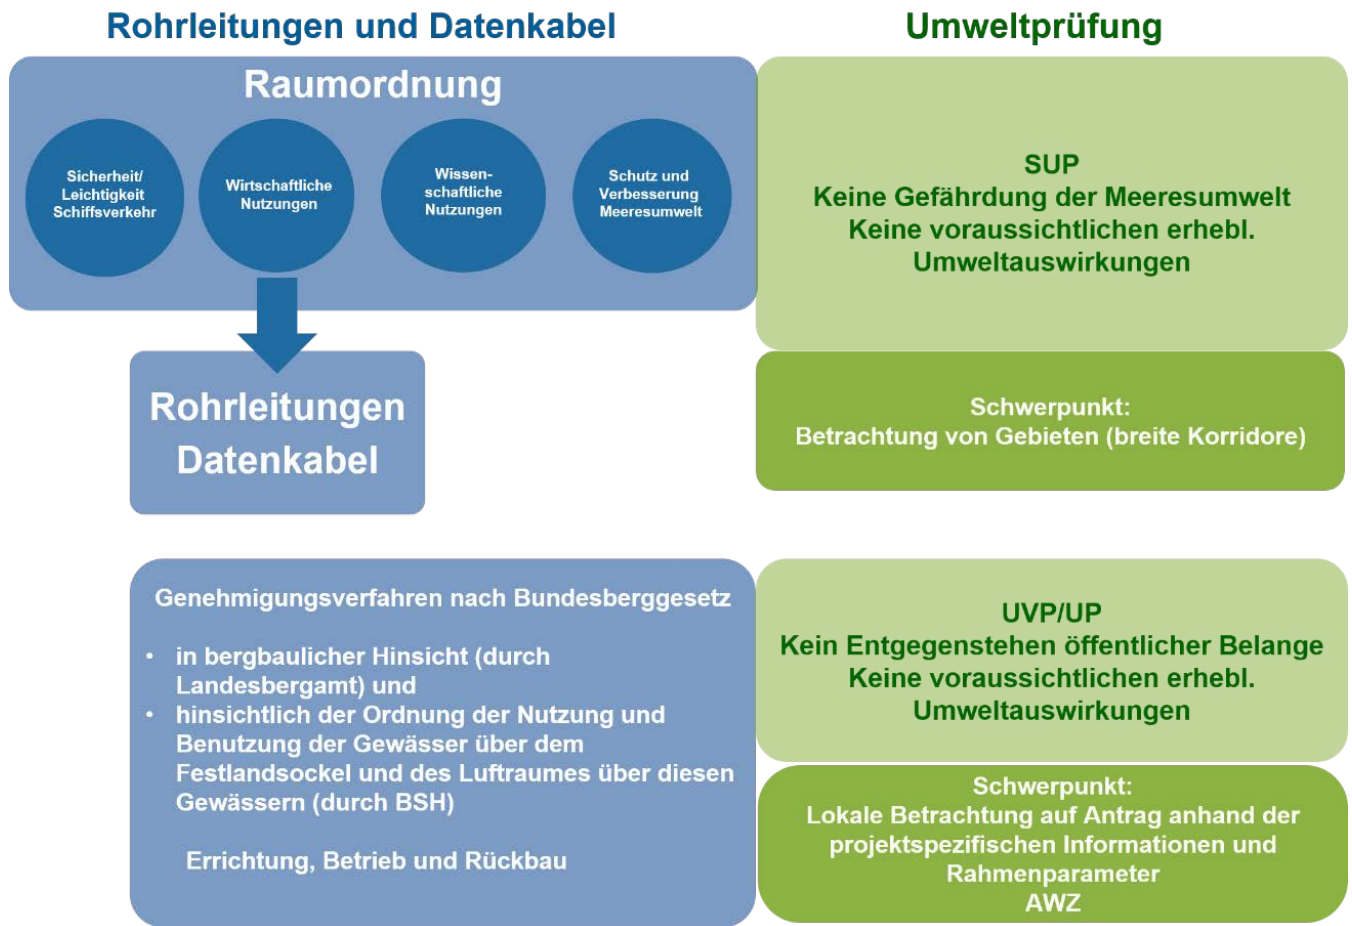 Rohrleitungen und Datenkabel
Umweltprüfung
Raumordnung
Sicherheit/
Leichtigkeit
Schiffsverkehr
Wirtschaftliche
Nutzungen
Wissen-
schaftliche
Nutzungen
Schutz und
Verbesserung
Meeresumwelt
SUP
Keine Gefährdung der Meeresumwelt
Keine voraussichtlichen erhebl.
Umweltauswirkungen
Rohrleitungen
Datenkabel
Schwerpunkt:
Betrachtung von Gebieten (breite Korridore)
Genehmigungsverfahren nach Bundesberggesetz
• in bergbaulicher Hinsicht (durch
Landesbergamt) und
• hinsichtlich der Ordnung der Nutzung und
Benutzung der Gewässer über dem
Festlandsockel und des Luftraumes über diesen
Gewässern (durch BSH)
Errichtung, Betrieb und Rückbau
UVP/UP
Kein Entgegenstehen öffentlicher Belange
Keine voraussichtlichen erhebl.
Umweltauswirkungen
Schwerpunkt:
Lokale Betrachtung auf Antrag anhand der
projektspezifischen Informationen und
Rahmenparameter
AWZ